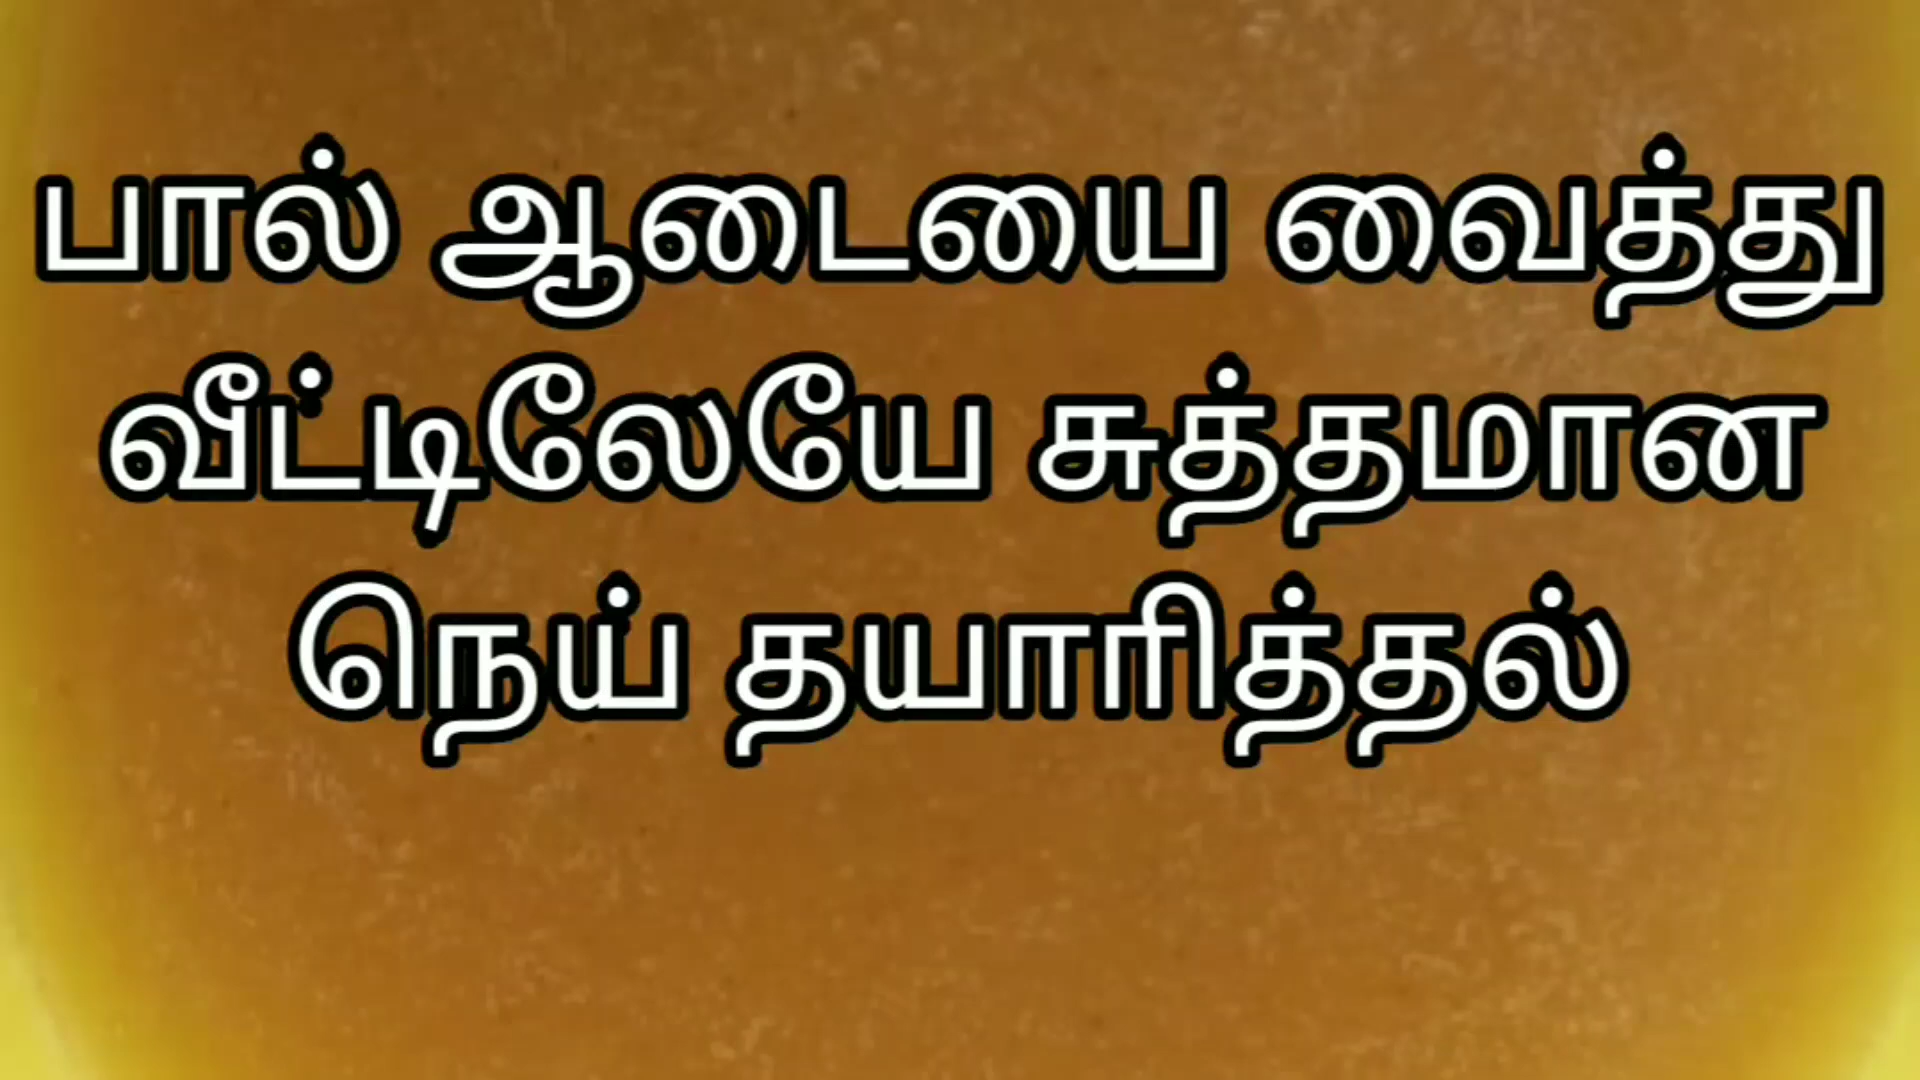 பால் ஆடையை வைத்து
வீட்டிலேயே சுத்தமான
நெய் தயாரித்தல்